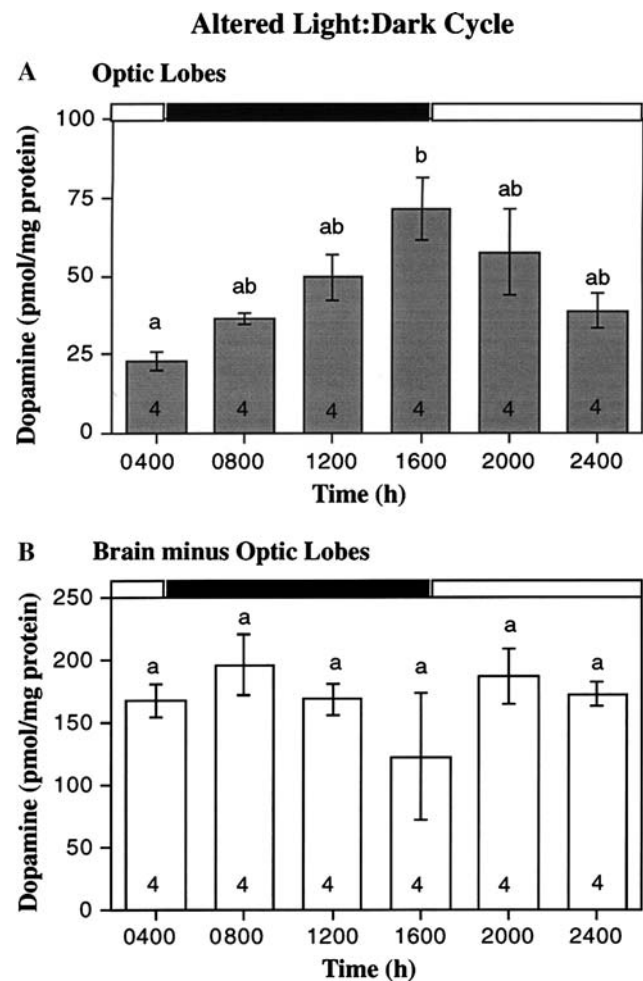 Altered Light:Dark Cycle
A Optic Lobes
Dopamine (pmol/mg protein)
100
75
50
25
0
a
ab
ab
b
ab
ab
4 4 4 4 4 4
0400 0800 1200 1600 2000 2400
Time (h)
B Brain minus Optic Lobes
Dopamine (pmol/mg protein)
250
200
150
100
50
0
a a a a a a
4 4 4 4 4 4
0400 0800 1200 1600 2000 2400
Time (h)